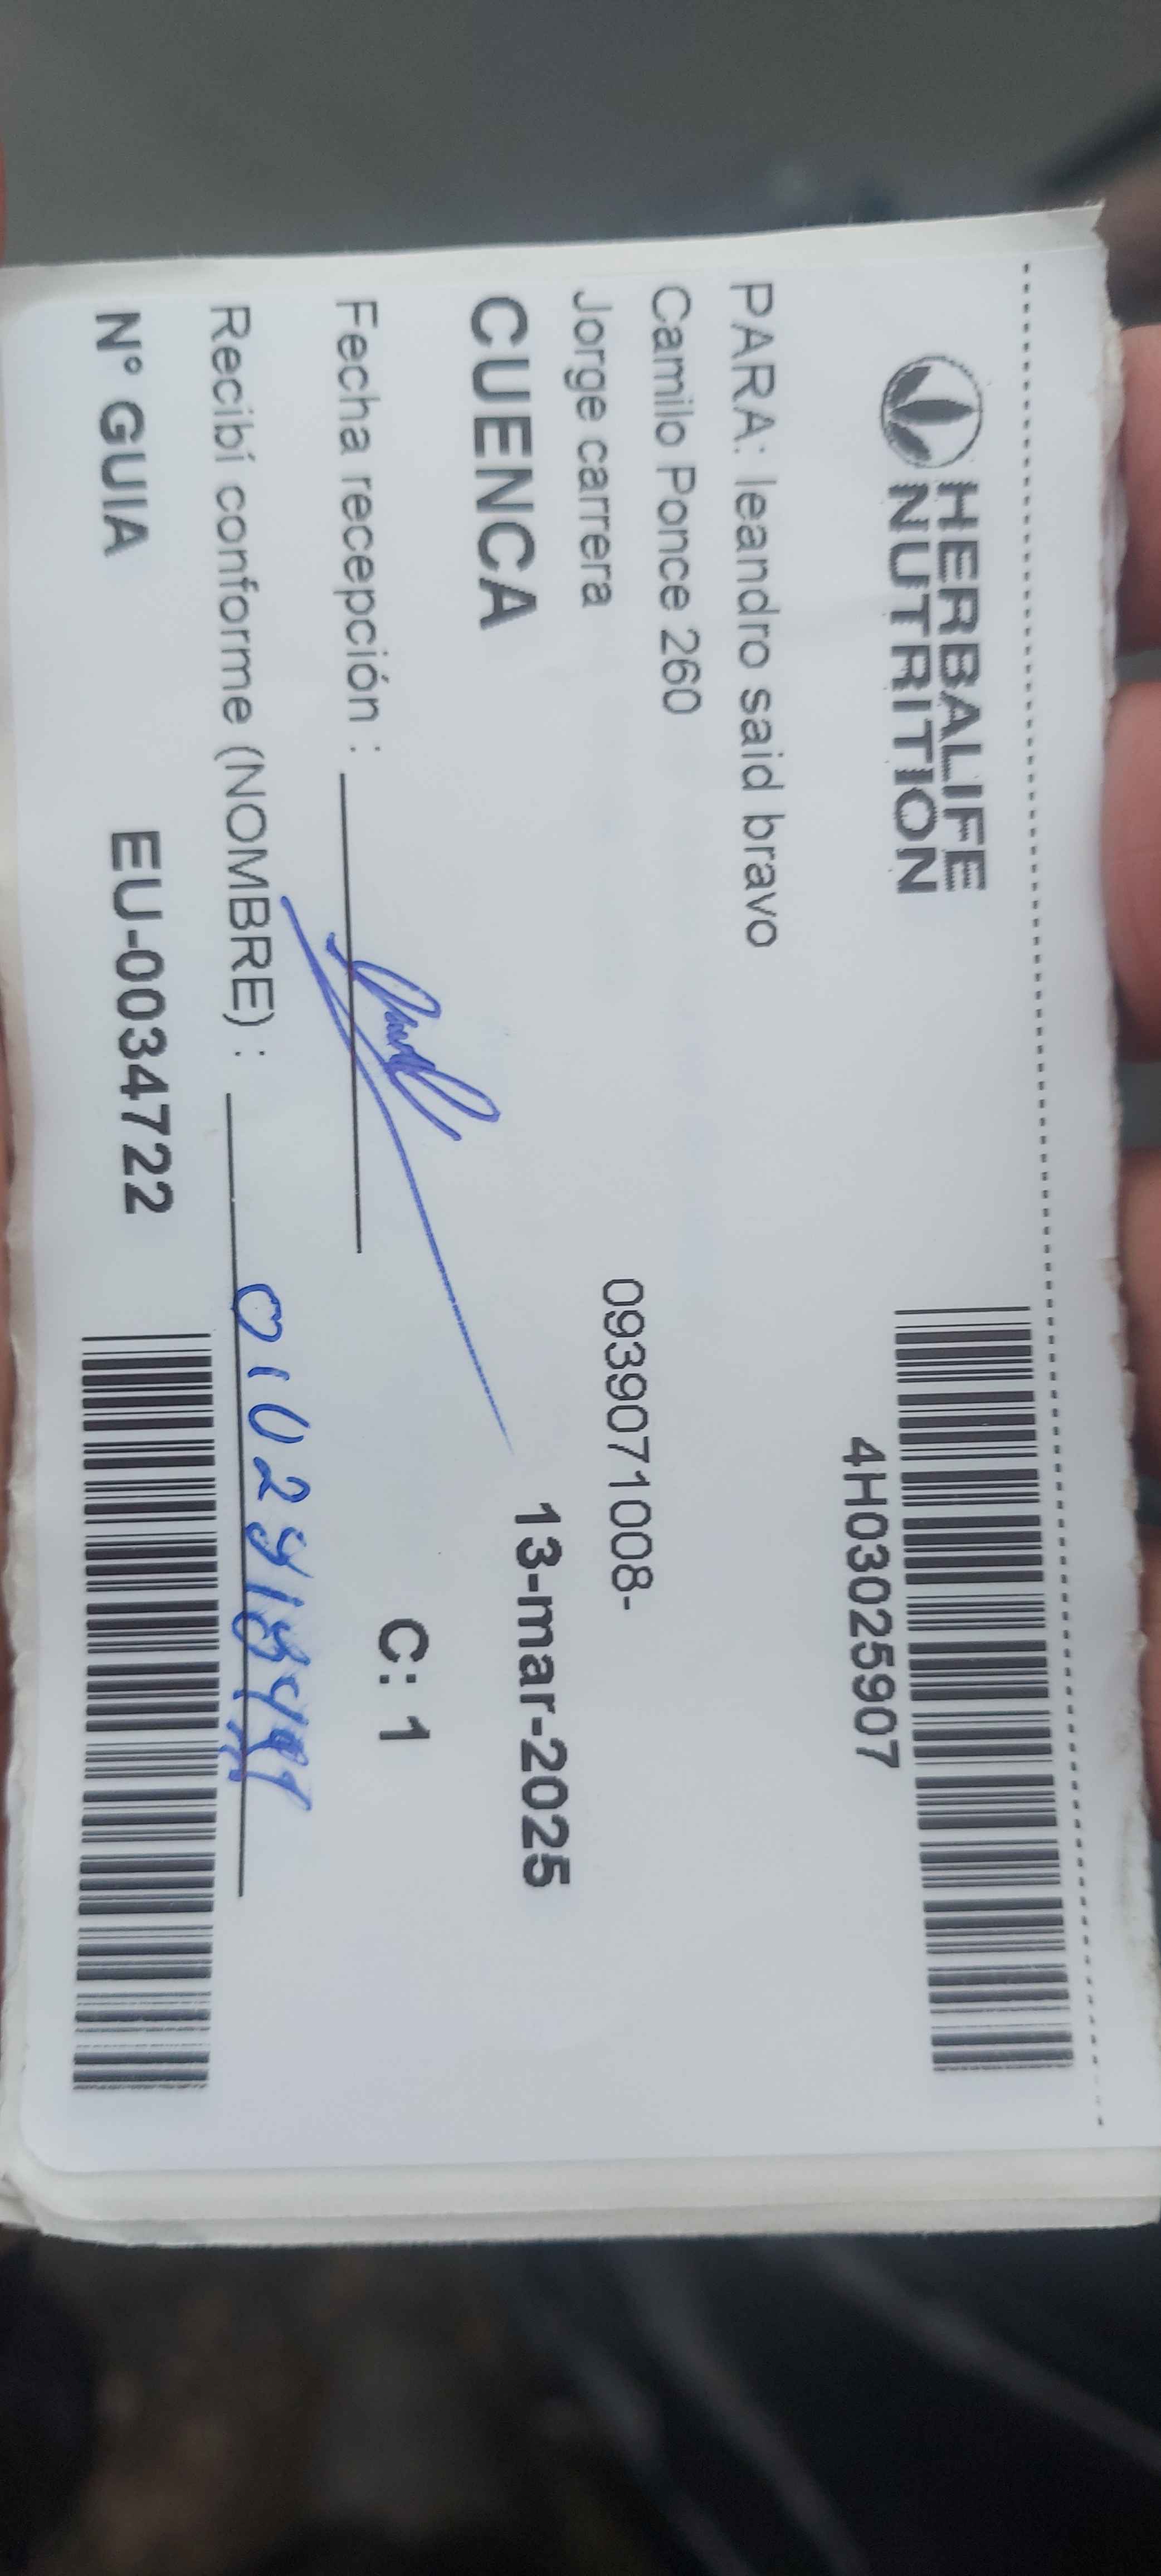 HERBALIFE
NUTRITION
4H03025907
PARA: leandro said bravo
Camilo Ponce 260
Jorge carrera
0939071008-
CUENCA
13-mar-2025
Fecha recepción :
C: 1
Recibí conforme (NOMBRE) :
N° GUIA
EU-0034722